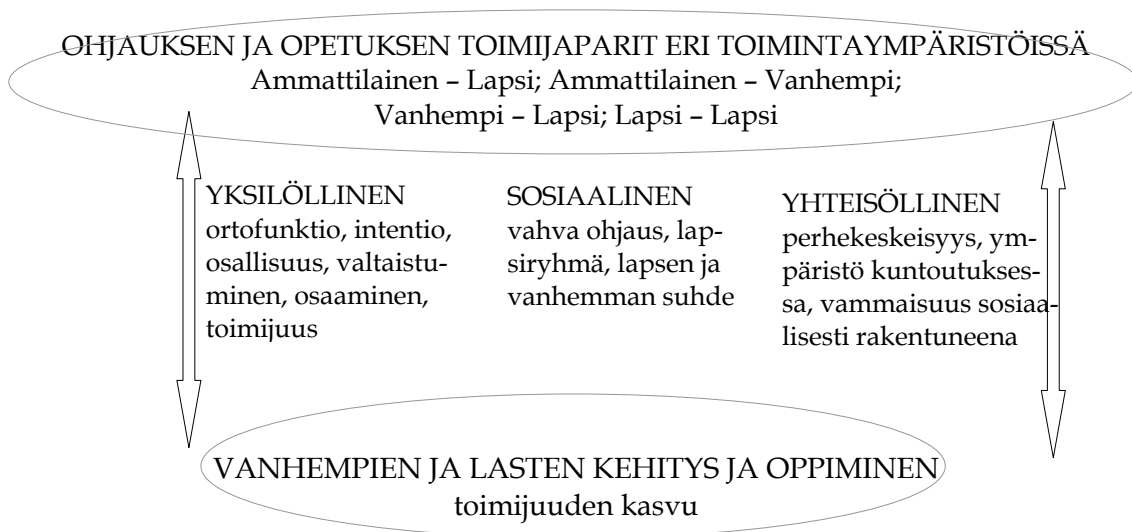 OHJAUKSEN JA OPETUKSEN TOIMIJAPARIT ERI TOIMINTAYMPÄRISTÖISSÄ
Ammattilainen – Lapsi; Ammattilainen – Vanhempi;
Vanhempi – Lapsi; Lapsi – Lapsi
YKSILÖLLINEN
ortofunktio, intentio,
osallisuus, valtaistu-
minen, osaaminen,
toimijuus
SOSIAALINEN
vahva ohjaus, lap-
siryhmä, lapsen ja
vanhemman suhde
YHTEISÖLLINEN
perhekeskeisyys, ym-
päristö kuntoutukses-
sa, vammaisuus sosiaa-
lisesti rakentuneena
VANHEMPIEN JA LASTEN KEHITYS JA OPPIMINEN
toimijuuden kasvu